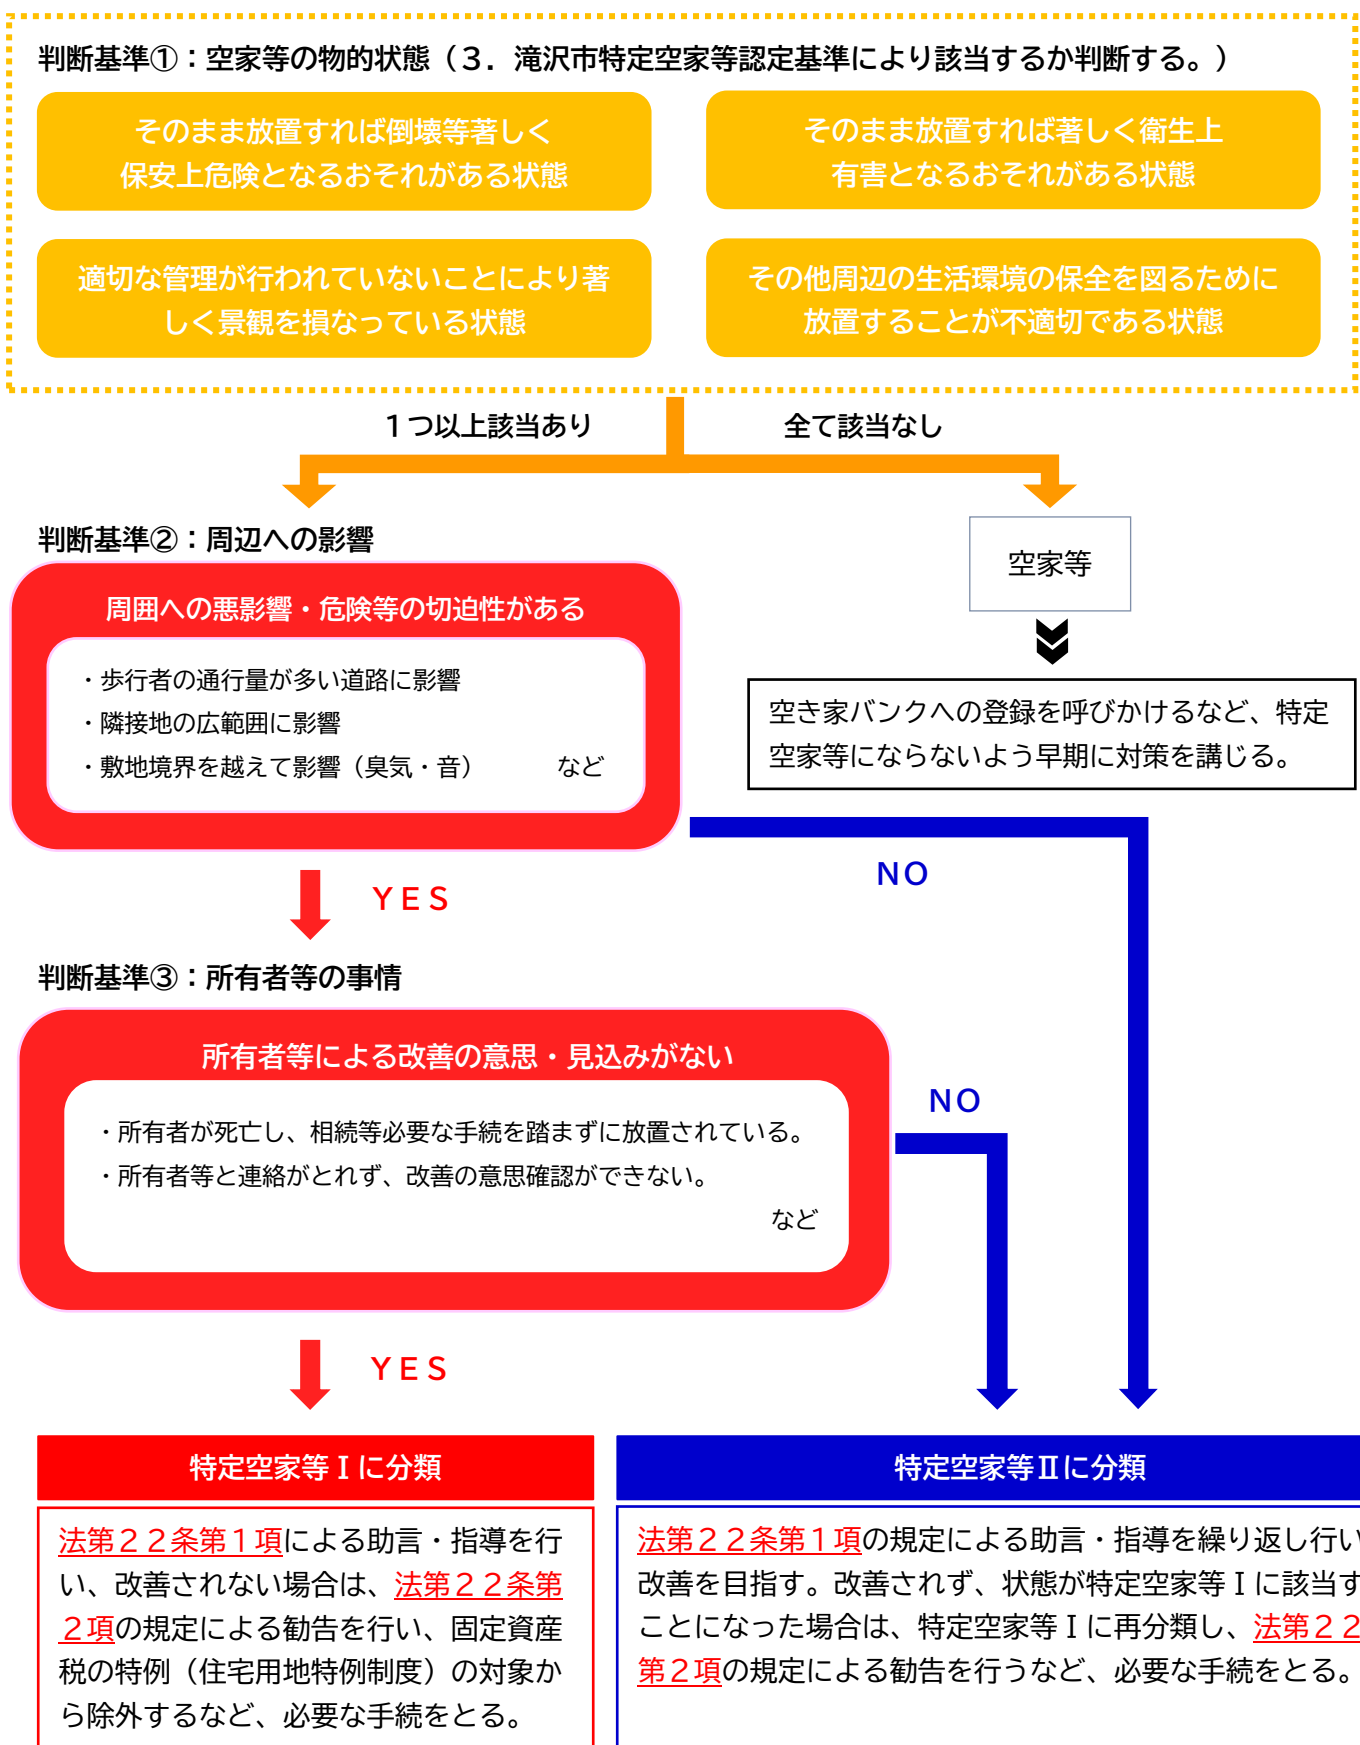 判断基準①：空家等の物的状態（３．滝沢市特定空家等認定基準により該当するか判断する。）
そのまま放置すれば倒壊等著しく
保安上危険となるおそれがある状態
そのまま放置すれば著しく衛生上
有害となるおそれがある状態
適切な管理が行われていないことにより著
しく景観を損なっている状態
その他周辺の生活環境の保全を図るために
放置することが不適切である状態
１つ以上該当あり
全て該当なし
判断基準②：周辺への影響
周囲への悪影響・危険等の切迫性がある
・歩行者の通行量が多い道路に影響
・隣接地の広範囲に影響
・敷地境界を越えて影響（臭気・音）　　　など
空家等
空き家バンクへの登録を呼びかけるなど、特定
空家等にならないよう早期に対策を講じる。
ＮＯ
ＹＥＳ
判断基準③：所有者等の事情
所有者等による改善の意思・見込みがない
・所有者が死亡し、相続等必要な手続を踏まずに放置されている。
・所有者等と連絡がとれず、改善の意思確認ができない。
など
ＮＯ
ＹＥＳ
特定空家等Ⅰに分類
法第２２条第１項による助言・指導を行
い、改善されない場合は、法第２２条第
２項の規定による勧告を行い、固定資産
税の特例（住宅用地特例制度）の対象か
ら除外するなど、必要な手続をとる。
特定空家等Ⅱに分類
法第２２条第１項の規定による助言・指導を繰り返し行い
改善を目指す。改善されず、状態が特定空家等Ⅰに該当す
ことになった場合は、特定空家等Ⅰに再分類し、法第２２
第２項の規定による勧告を行うなど、必要な手続をとる。